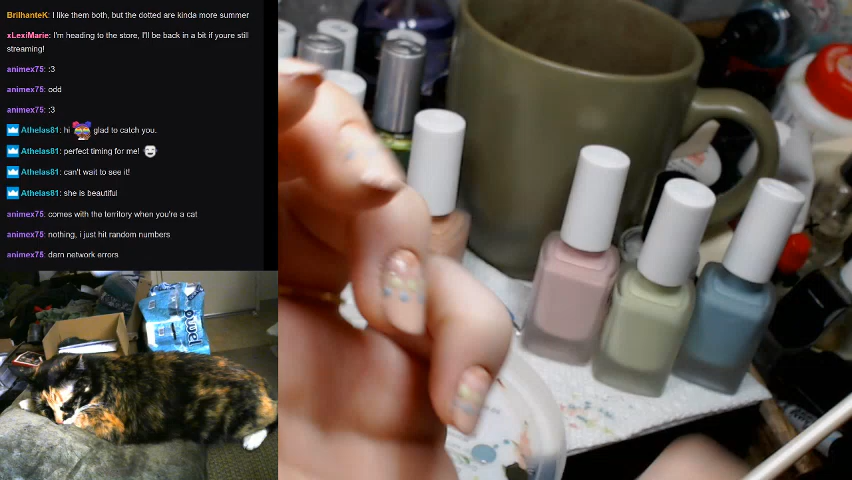 BrilhanteK: I like them both, but the dotted are kinda more summer
xLexiMarie: I'm heading to the store, I'll be back in a bit if youre still
streaming!
animex75: :3
animex75: odd
animex75: :3
Athelas81: hi glad to catch you.
Athelas81: perfect timing for me!
Athelas81: can't wait to see it!
Athelas81: she is beautiful
animex75: comes with the territory when you're a cat
animex75: nothing, i just hit random numbers
animex75: darn network errors